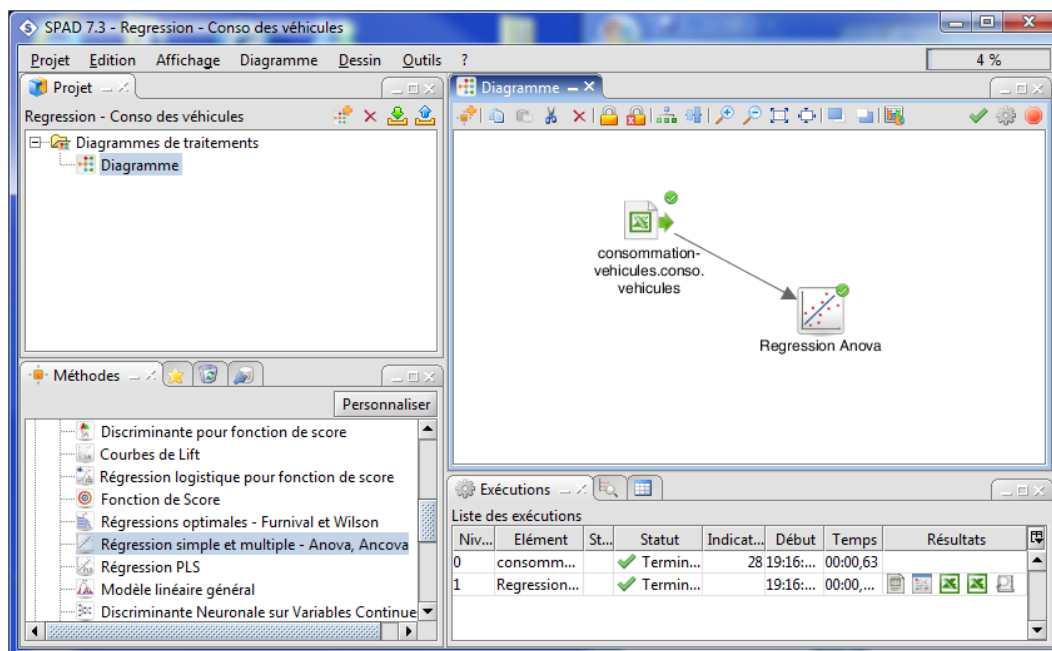 SPAD 7.3 - Regression - Conso des véhicules
Projet Edition Affichage Diagramme Dessin Outils ?
4 %
Projet
Regression - Conso des véhicules
Diagrammes de traitements
Diagramme
Méthodes
Personnaliser
Discriminante pour fonction de score
Courbes de Lift
Régression logistique pour fonction de score
Fonction de Score
Régressions optimales - Furnival et Wilson
Régression simple et multiple - Anova, Ancova
Régression PLS
Modèle linéaire général
Discriminante Neuronale sur Variables Continue
Diagramme
consommation-
vehicules.conso.
vehicules
Regression Anova
Exécutions
Liste des exécutions
Niv... Elément St... Statut Indicat... Début Temps Résultats
0 consomm... Termin... 28 19:16:... 00:00,63
1 Regression... Termin... 19:16:... 00:00,...